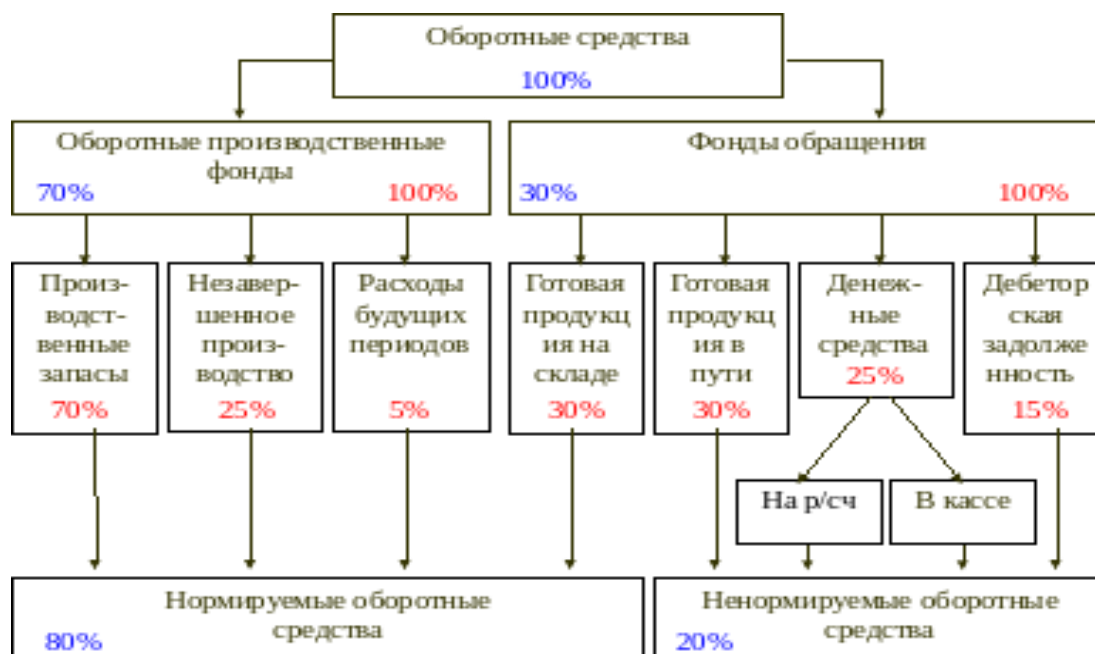 Оборотные средства
100%
Оборотные производственные
фонды
70%
100%
Фонды обращения
30%
100%
Произ-
водст-
венные
запасы
70%
Незавер-
шенное
произ-
водство
25%
Расходы
будущих
периодов
5%
Готовая
продукц
ия на
складе
30%
Готовая
продукц
ия в
пути
30%
Денеж-
ные
средства
25%
Дебетор
ская
задолже
нность
15%
На р/сч
В кассе
Нормируемые оборотные
средства
80%
Ненормируемые оборотные
средства
20%